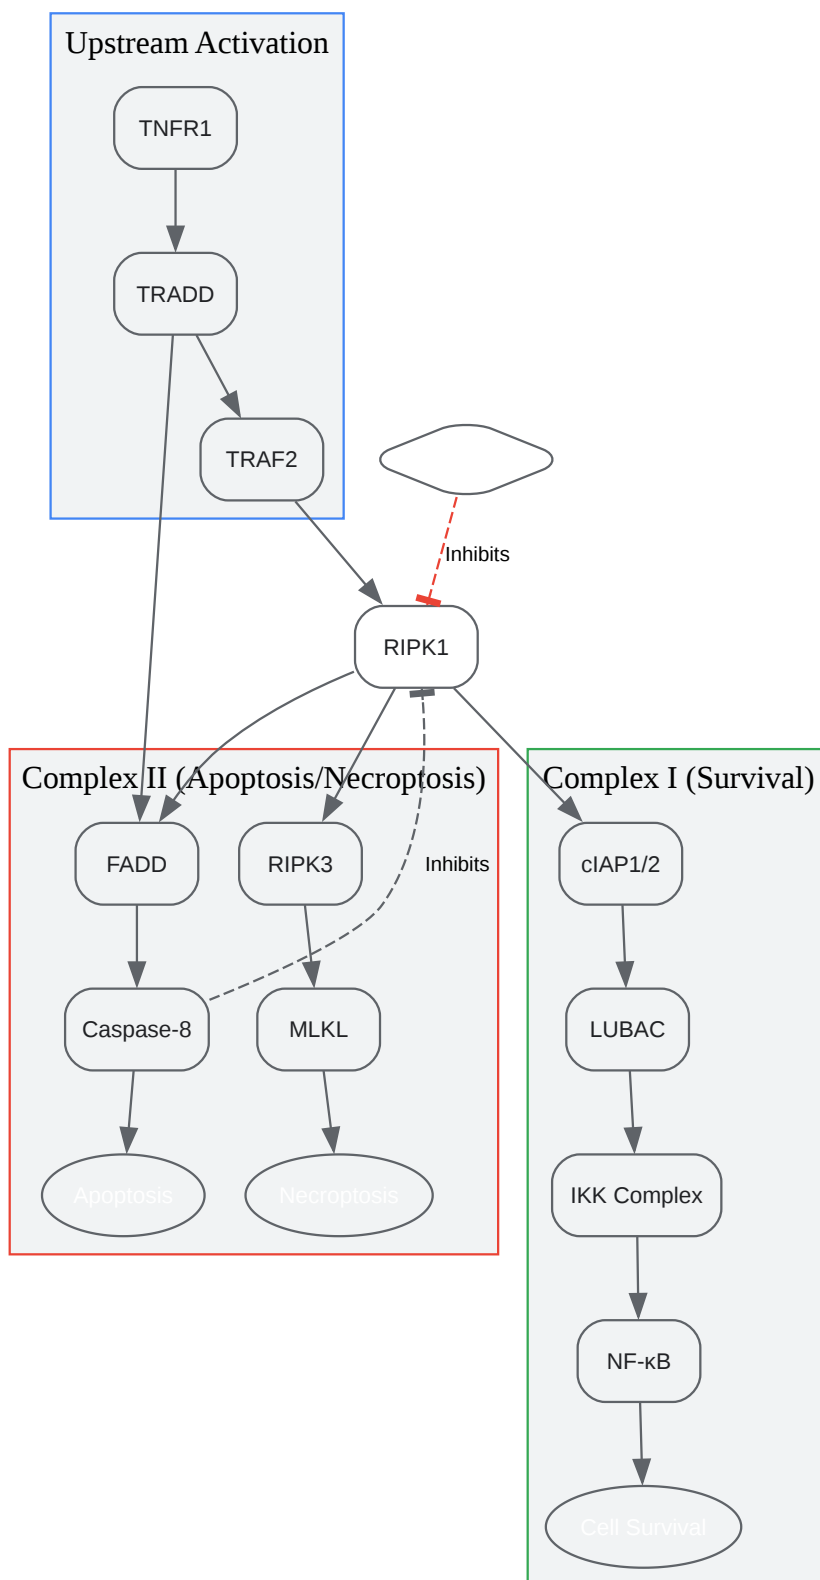 Upstream Activation
TNFR1
TRADD
TRAF2
Inhibits
RIPK1
Complex II (Apoptosis/Necroptosis)
Complex I (Survival)
FADD
RIPK3
Inhibits
cIAP1/2
Caspase-8
MLKL
LUBAC
Apoptosis
Necroptosis
IKK Complex
NF-κB
Cell Survival